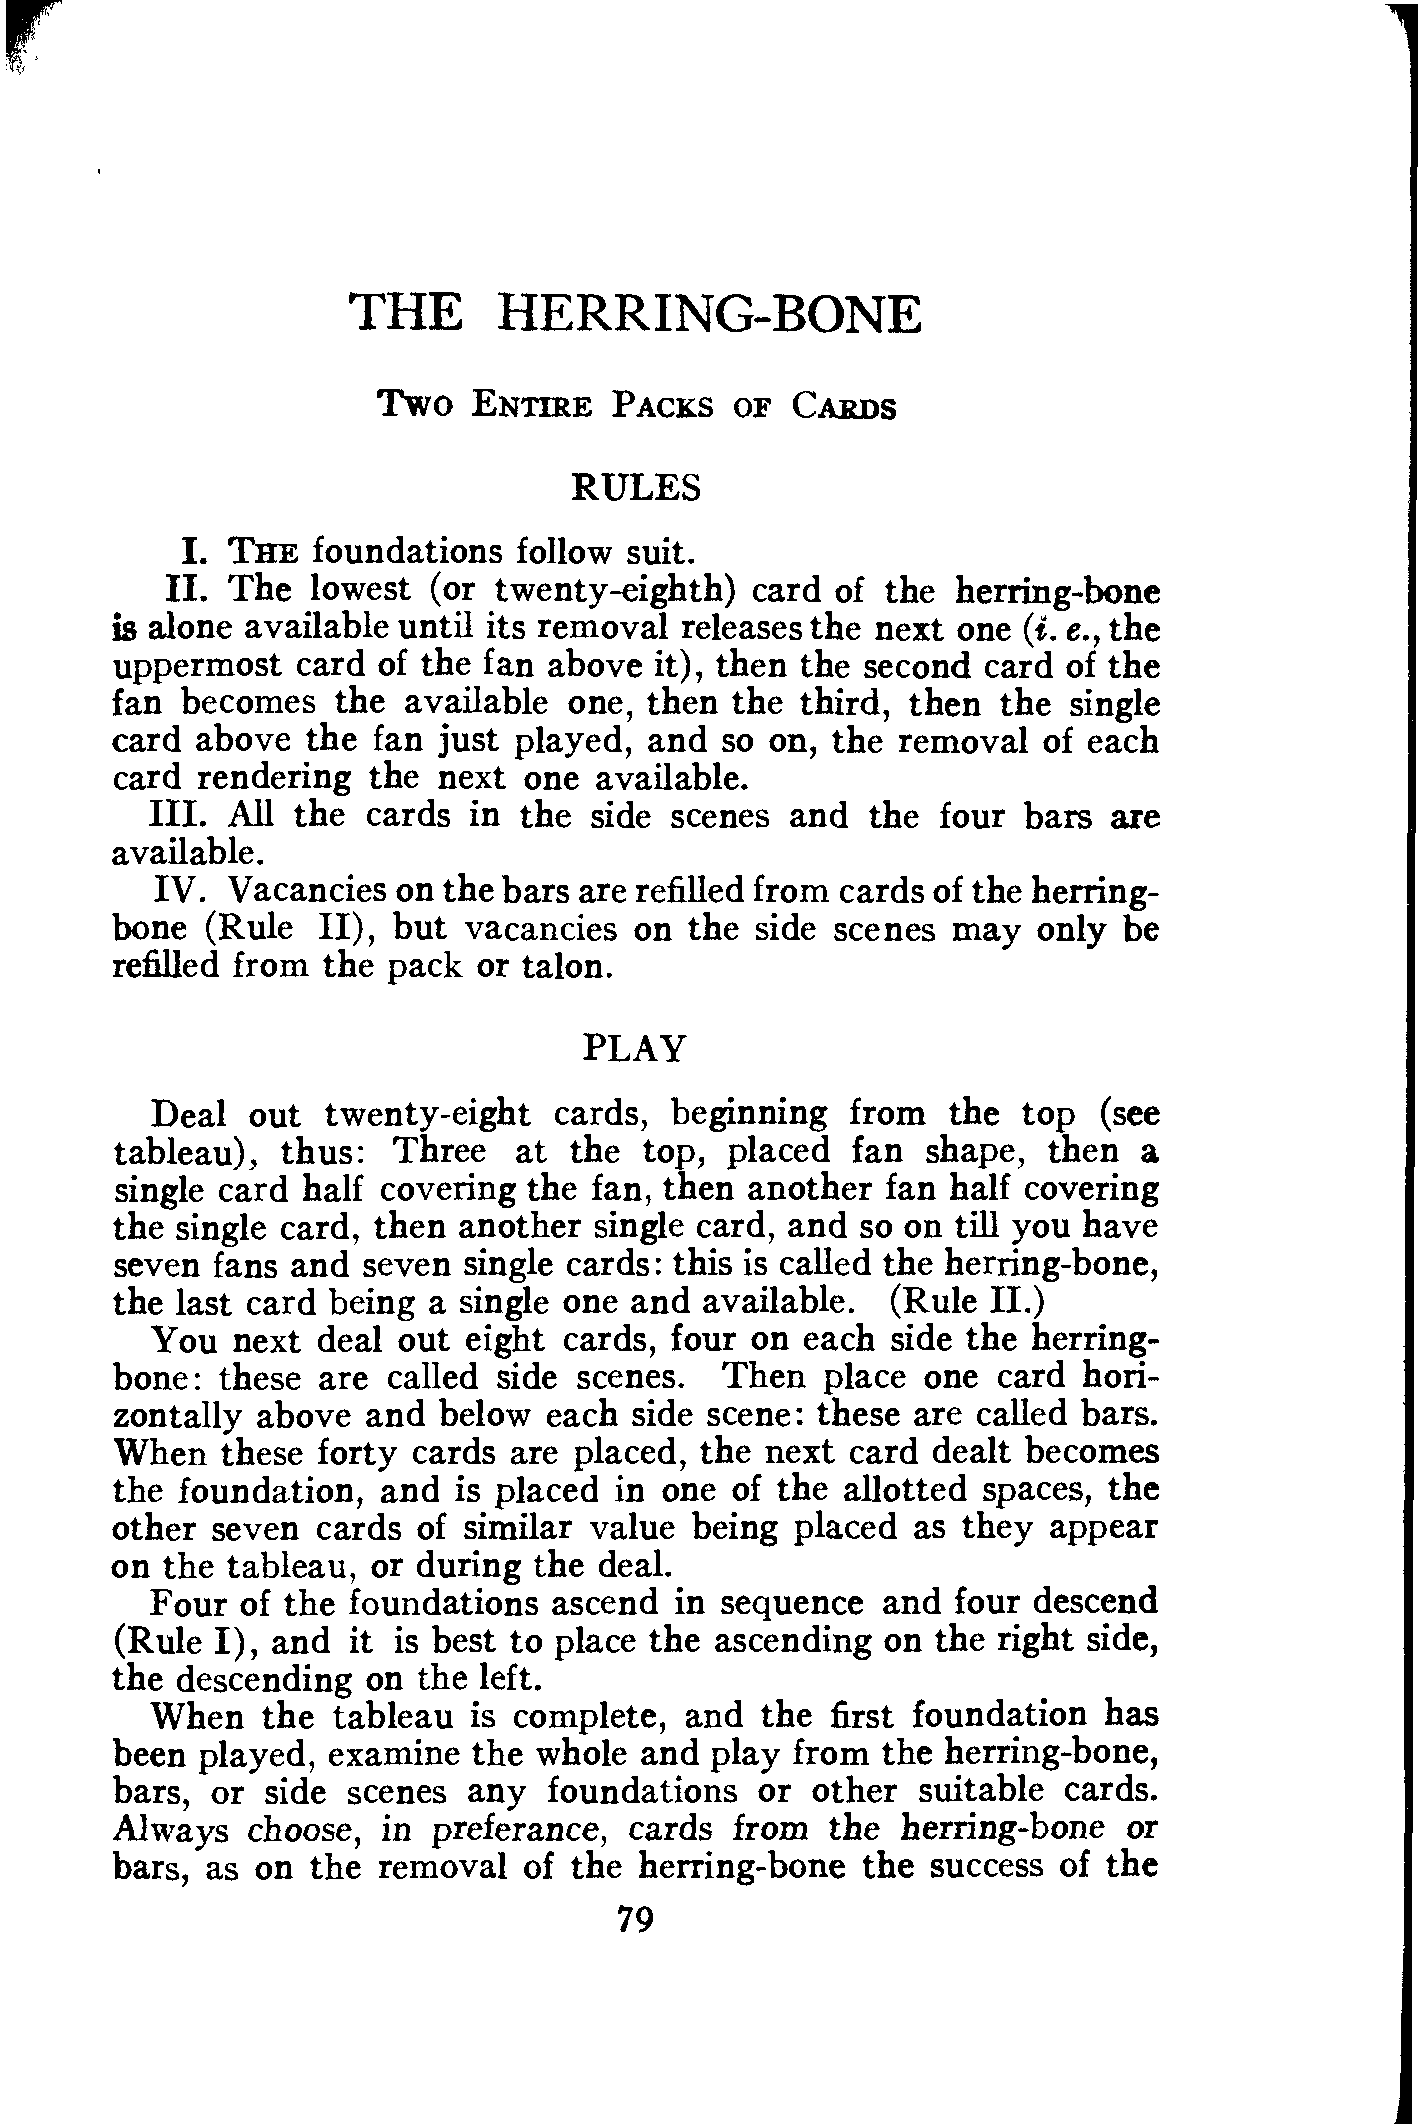 THE HERRING-BONE
TWO ENTIRE PACKS OF CARDS
RULES
I. THE foundations follow suit.
II. The lowest (or twenty-eighth) card of the herring-bone
is alone available until its removal releases the next one (i. e., the
uppermost card of the fan above it), then the second card of the
fan becomes the available one, then the third, then the single
card above the fan just played, and so on, the removal of each
card rendering the next one available.
III. All the cards in the side scenes and the four bars are
available.
IV. Vacancies on the bars are refilled from cards of the herring-
bone (Rule II), but vacancies on the side scenes may only be
refilled from the pack or talon.
PLAY
Deal out twenty-eight cards, beginning from the top (see
tableau), thus: Three at the top, placed fan shape, then a
single card half covering the fan, then another fan half covering
the single card, then another single card, and so on till you have
seven fans and seven single cards: this is called the herring-bone,
the last card being a single one and available. (Rule II.)
You next deal out eight cards, four on each side the herring-
bone: these are called side scenes. Then place one card hori-
zontally above and below each side scene: these are called bars.
When these forty cards are placed, the next card dealt becomes
the foundation, and is placed in one of the allotted spaces, the
other seven cards of similar value being placed as they appear
on the tableau, or during the deal.
Four of the foundations ascend in sequence and four descend
(Rule I), and it is best to place the ascending on the right side,
the descending on the left.
When the tableau is complete, and the first foundation has
been played, examine the whole and play from the herring-bone,
bars, or side scenes any foundations or other suitable cards.
Always choose, in preferance, cards from the herring-bone or
bars, as on the removal of the herring-bone the success of the
79